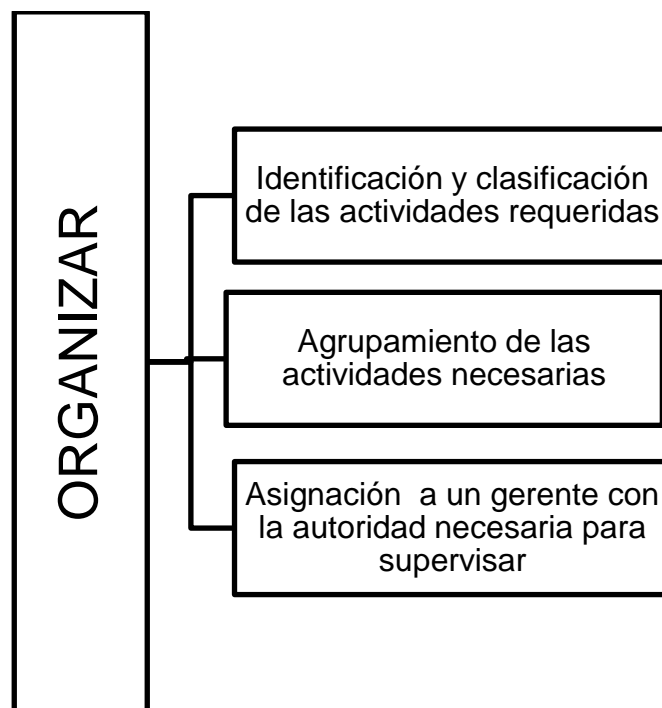 ORGANIZAR
Identificación y clasificación
de las actividades requeridas
Agrupamiento de las
actividades necesarias
Asignación  a un gerente con
la autoridad necesaria para
supervisar